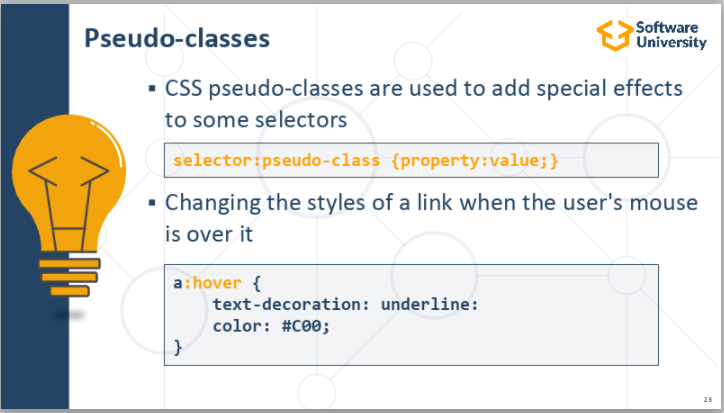 Pseudo-classes
Software
University
▪ CSS pseudo-classes are used to add special effects
to some selectors
selector:pseudo-class {property:value;}
▪ Changing the styles of a link when the user's mouse
is over it
a:hover {
    text-decoration: underline:
    color: #C00;
}
23